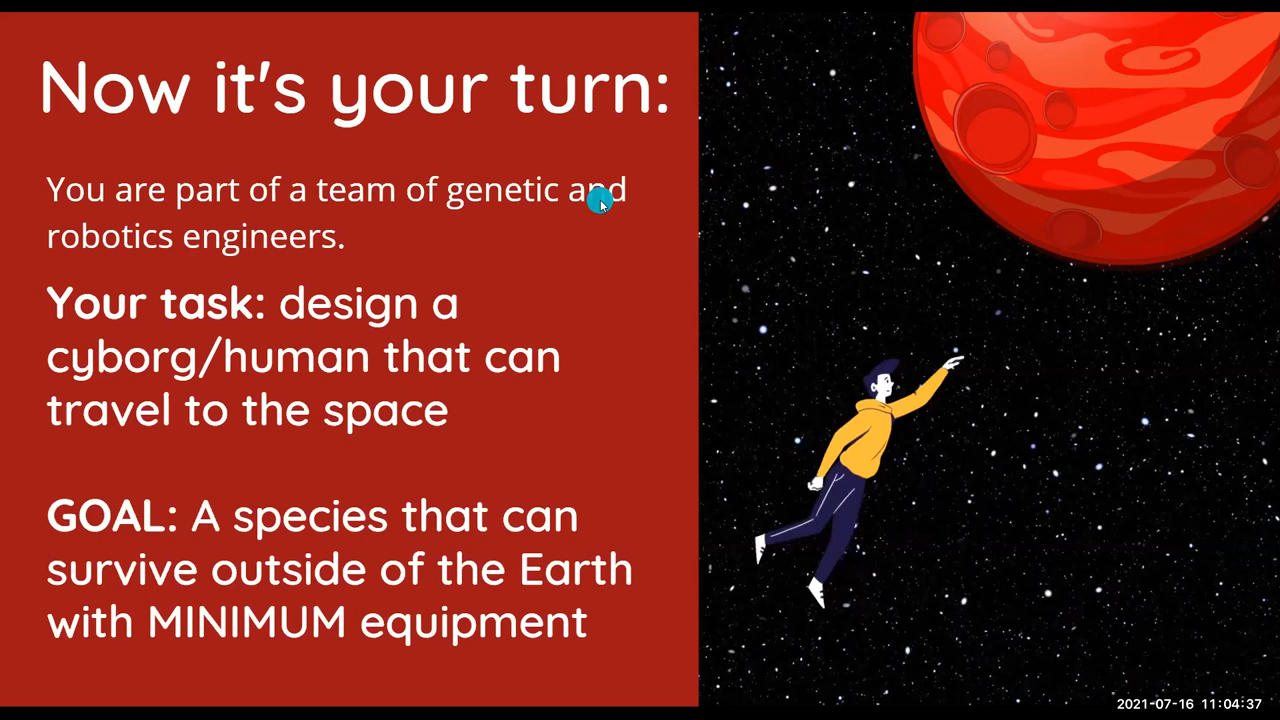 Now it's your turn:
You are part of a team of genetic and
robotics engineers.
Your task: design a
cyborg/human that can
travel to the space
GOAL: A species that can
survive outside of the Earth
with MINIMUM equipment
2021-07-16 11:04:37